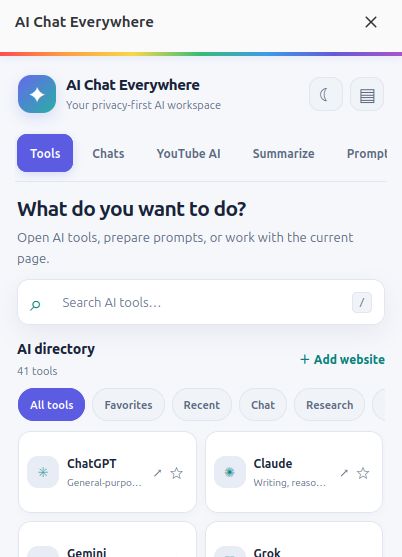 AI Chat Everywhere
AI Chat Everywhere
Your privacy-first AI workspace
Tools Chats YouTube AI Summarize Prompt
What do you want to do?
Open AI tools, prepare prompts, or work with the current
page.
Search AI tools… /
AI directory
41 tools
+ Add website
All tools Favorites Recent Chat Research
ChatGPT
General-purpo…
Claude
Writing, reaso…
Gemini
Grok